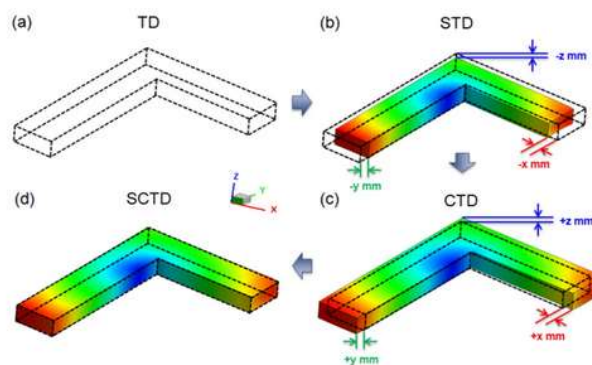 (a) TD
(b) STD
-z mm
-x mm
-y mm
(d) SCTD
Z
Y
X
(c) CTD
+z mm
+x mm
+y mm